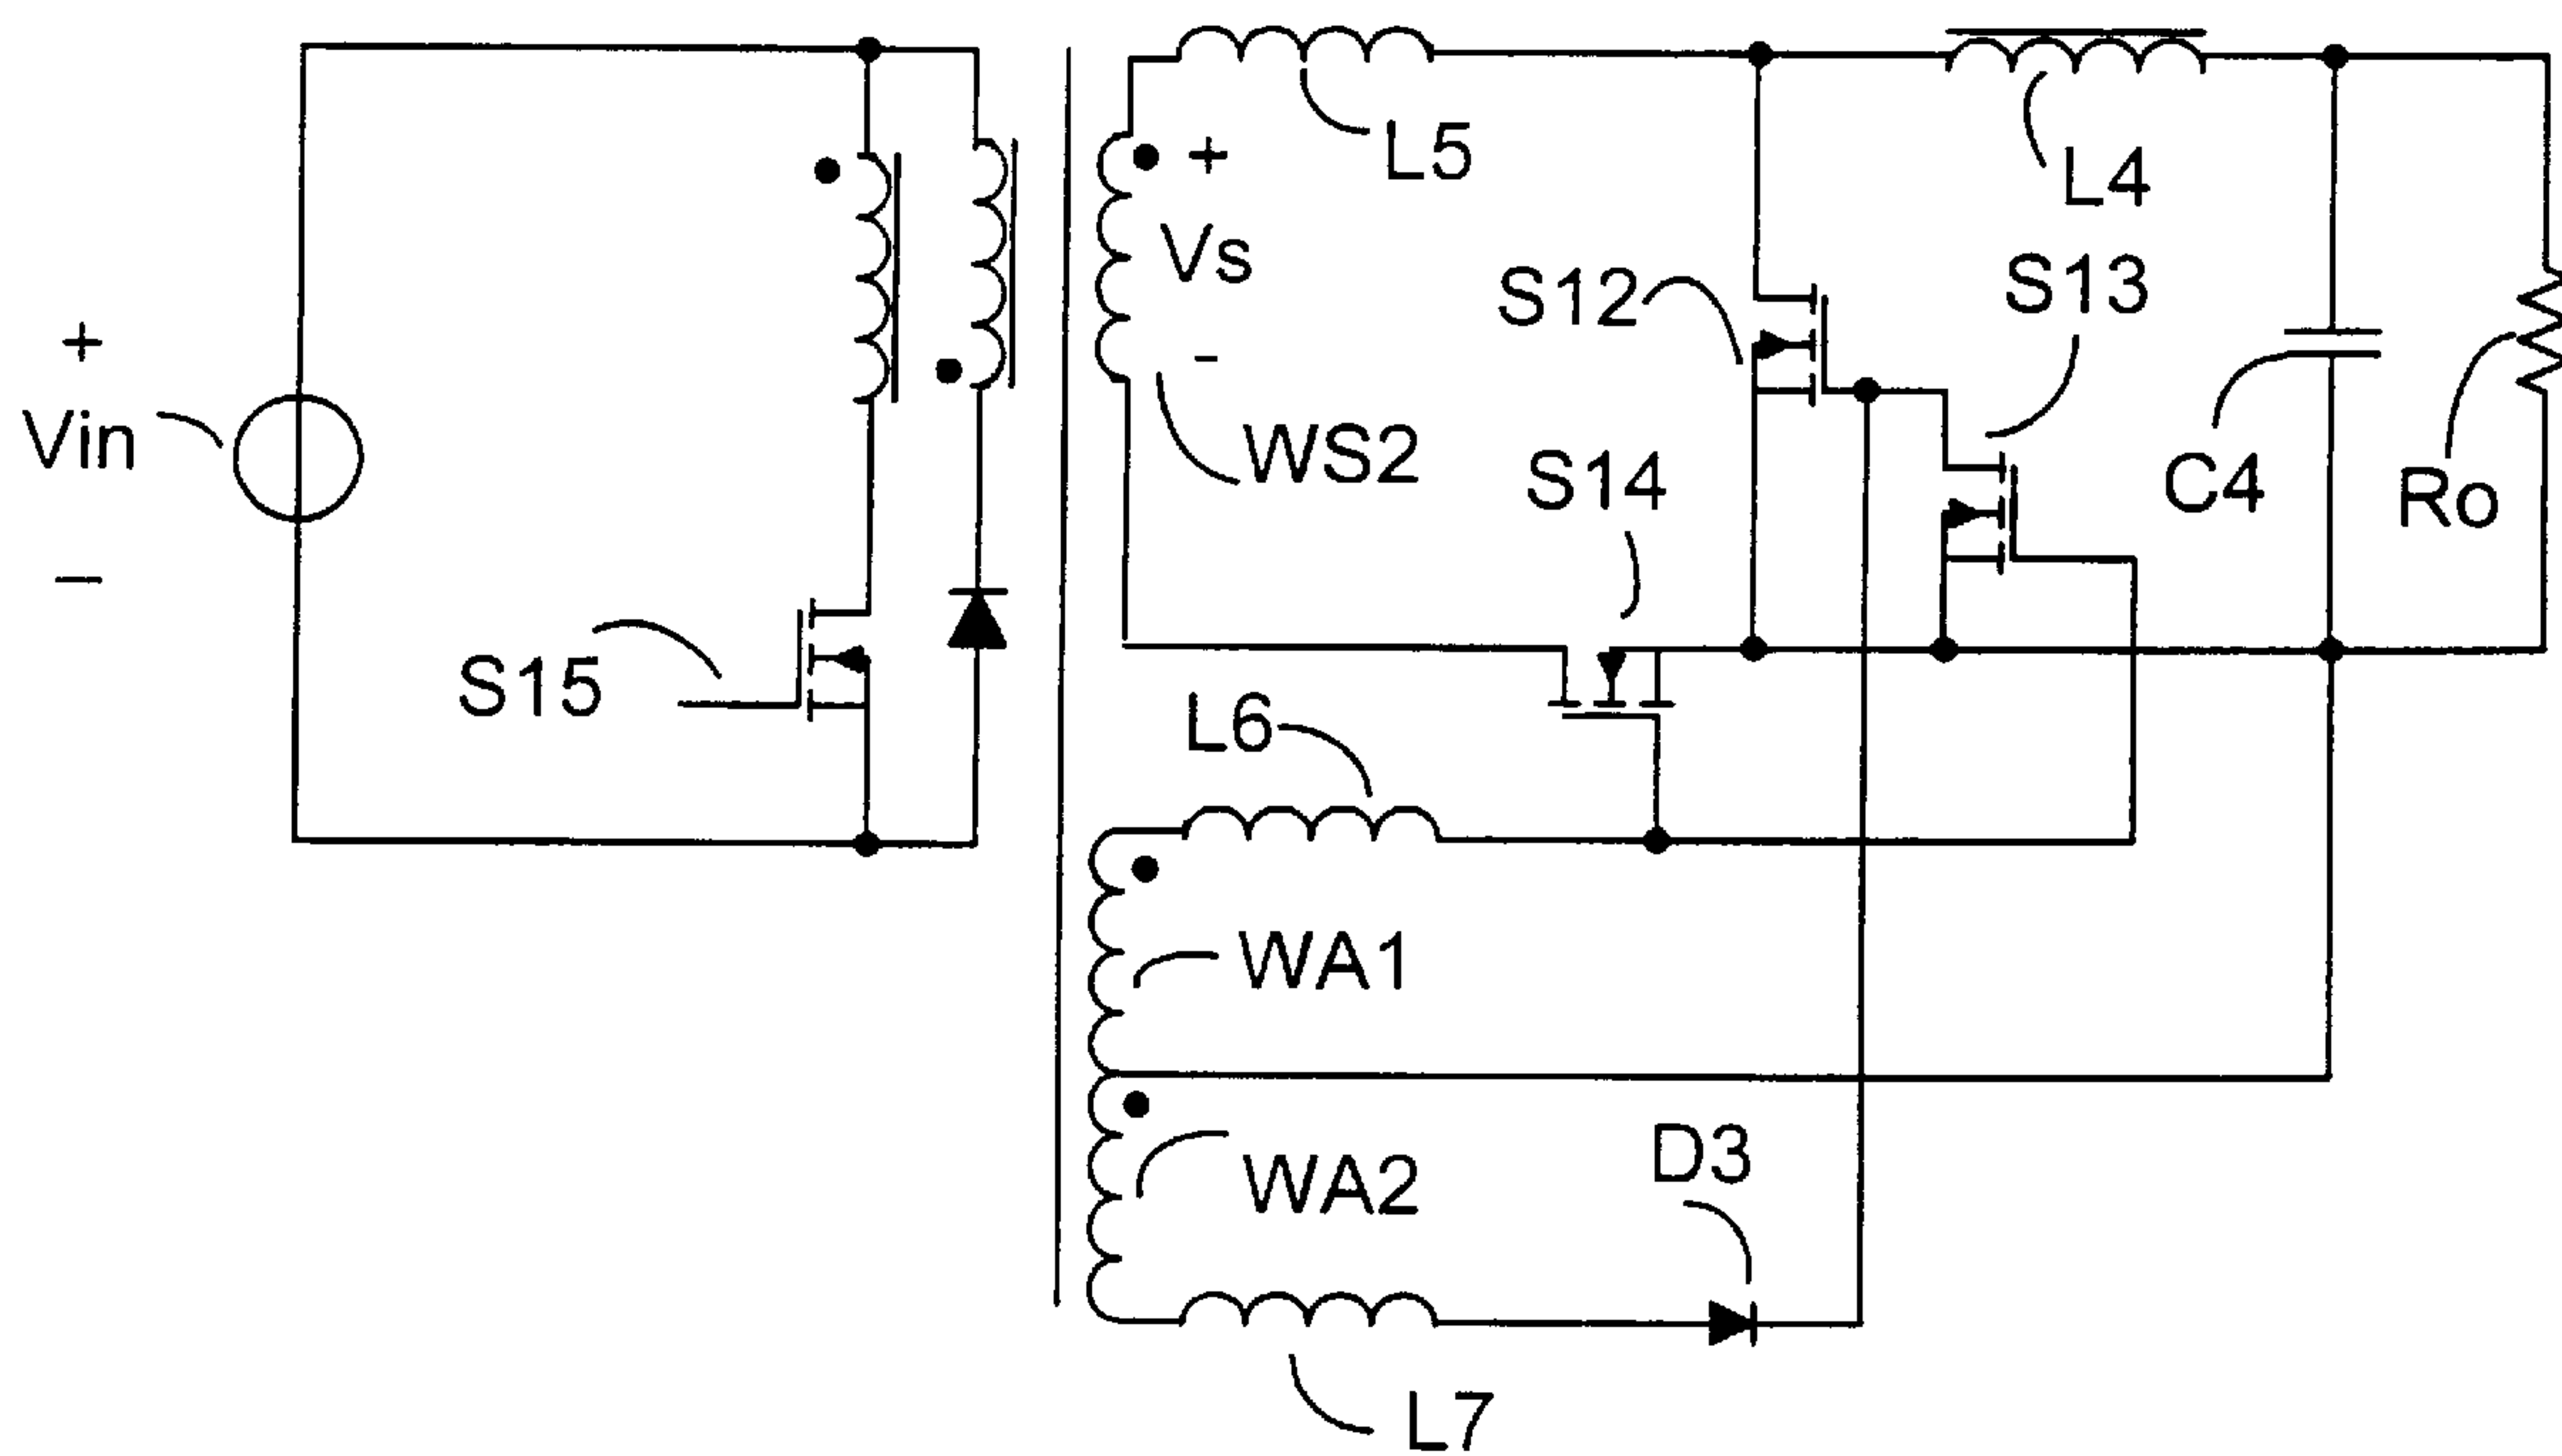 L5
L4
+
Vs
-
S12
S13
+
Vin
-
WS2
S14
C4
Ro
S15
L6
WA1
WA2
D3
L7